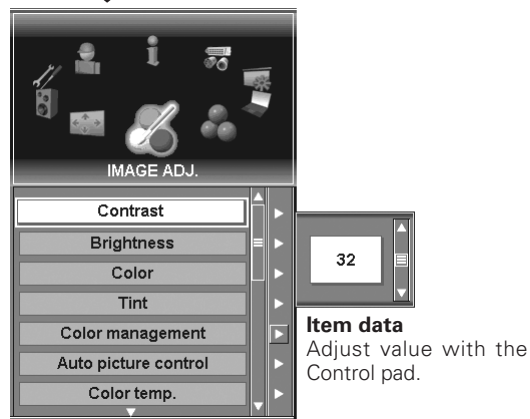 IMAGE ADJ.
Contrast
Brightness
Color
Tint
Color management
Auto picture control
Color temp.
32
Item data
Adjust value with the
Control pad.